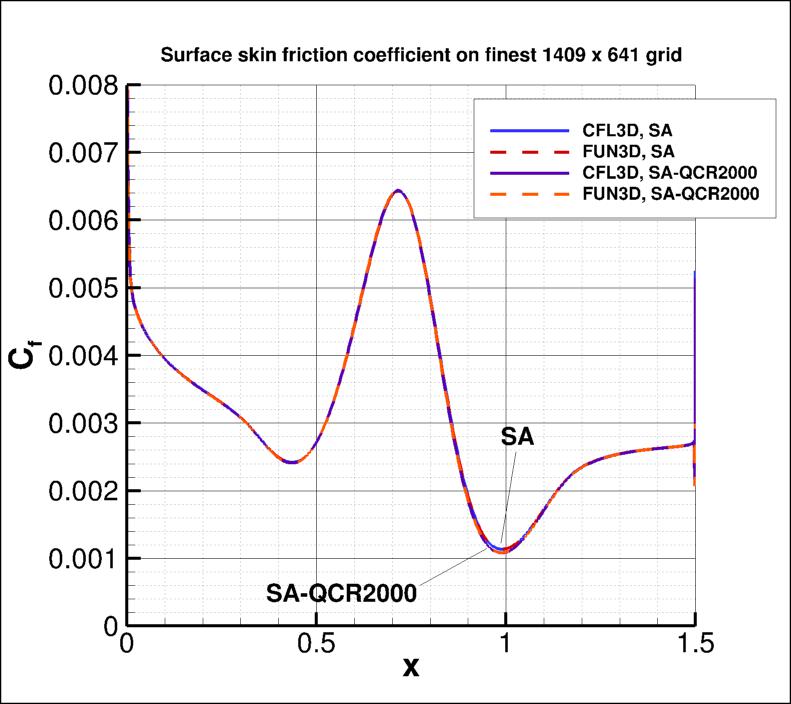 Surface skin friction coefficient on finest 1409 x 641 grid
0.008
CFL3D, SA
FUN3D, SA
CFL3D, SA-QCR2000
FUN3D, SA-QCR2000
0.007
0.006
0.005
0.004
Cf
0.003
SA
0.002
0.001
SA-QCR2000
0
0 0.5 1 1.5
x